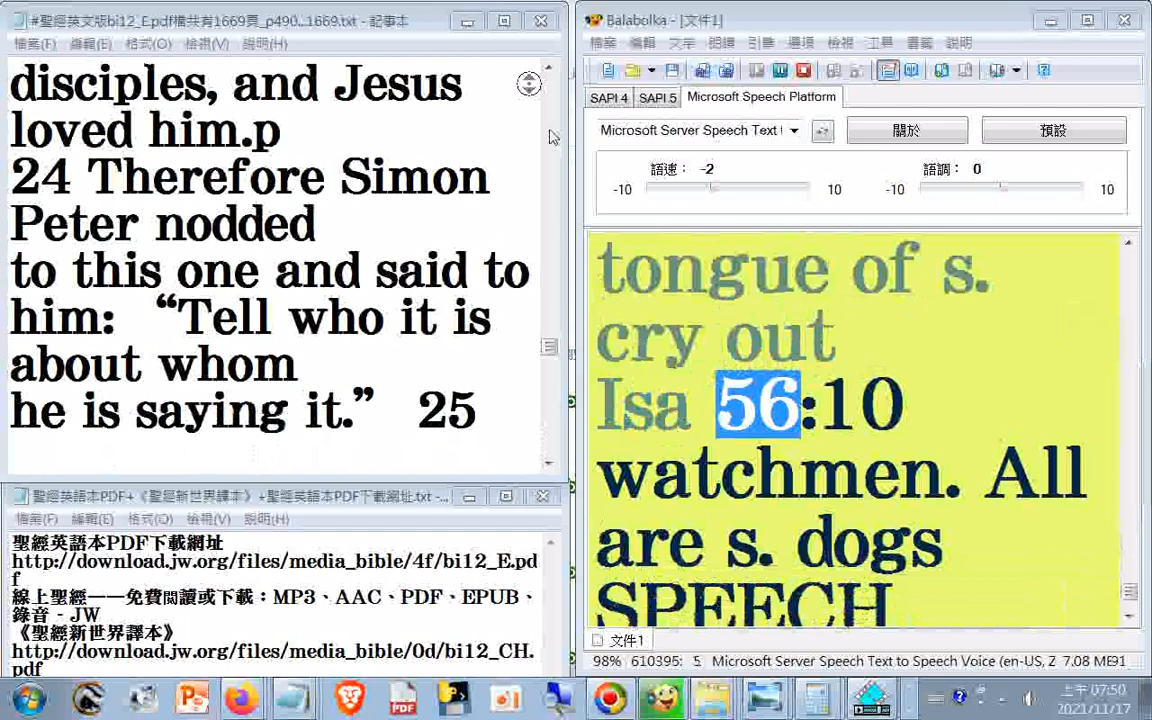 #聖經英文版bi12_E.pdf檔共有1669頁_p490...1669.txt - 記事本
檔案(F) 編輯(E) 格式(O) 檢視(V) 說明(H)
disciples, and Jesus
loved him.p
24 Therefore Simon
Peter nodded
to this one and said to
him: “Tell who it is
about whom
he is saying it.” 25
聖經英語本PDF+《聖經新世界譯本》+聖經英語本PDF下載網址.txt - ...
檔案(F) 編輯(E) 格式(O) 檢視(V) 說明(H)
聖經英語本PDF下載網址
http://download.jw.org/files/media_bible/4f/bi12_E.pd
f
線上聖經——免費閱讀或下載：MP3、AAC、PDF、EPUB、
錄音 - JW
《聖經新世界譯本》
http://download.jw.org/files/media_bible/0d/bi12_CH.
pdf
Balabolka - [文件1]
檔案 編輯 文字 朗讀 引擎 選項 檢視 工具 書籤 說明
SAPI 4 SAPI 5 Microsoft Speech Platform
Microsoft Server Speech Text 關於 預設
語速： -2 語調： 0
-10 10 -10 10
tongue of s.
cry out
Isa 56:10
watchmen. All
are s. dogs
SPEECH
文件1
98% 610395: 5 Microsoft Server Speech Text to Speech Voice (en-US, Z 7.08 ME91
上午 07:50
2021/11/17